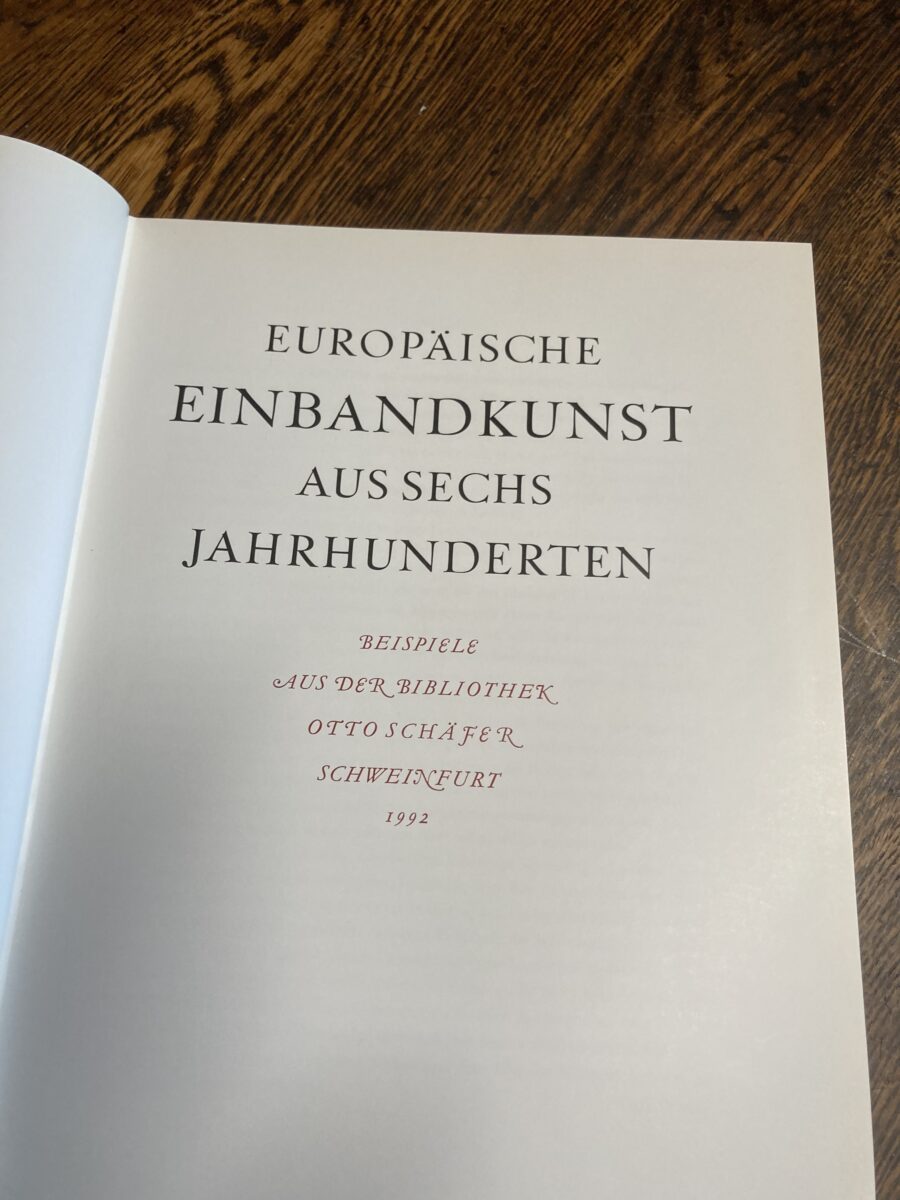 EUROPÄISCHE
EINBANDKUNST
AUS SECHS
JAHRHUNDERTEN
BEISPIELE
AUS DER BIBLIOTHEK
OTTO SCHÄFER
SCHWEINFURT
1992